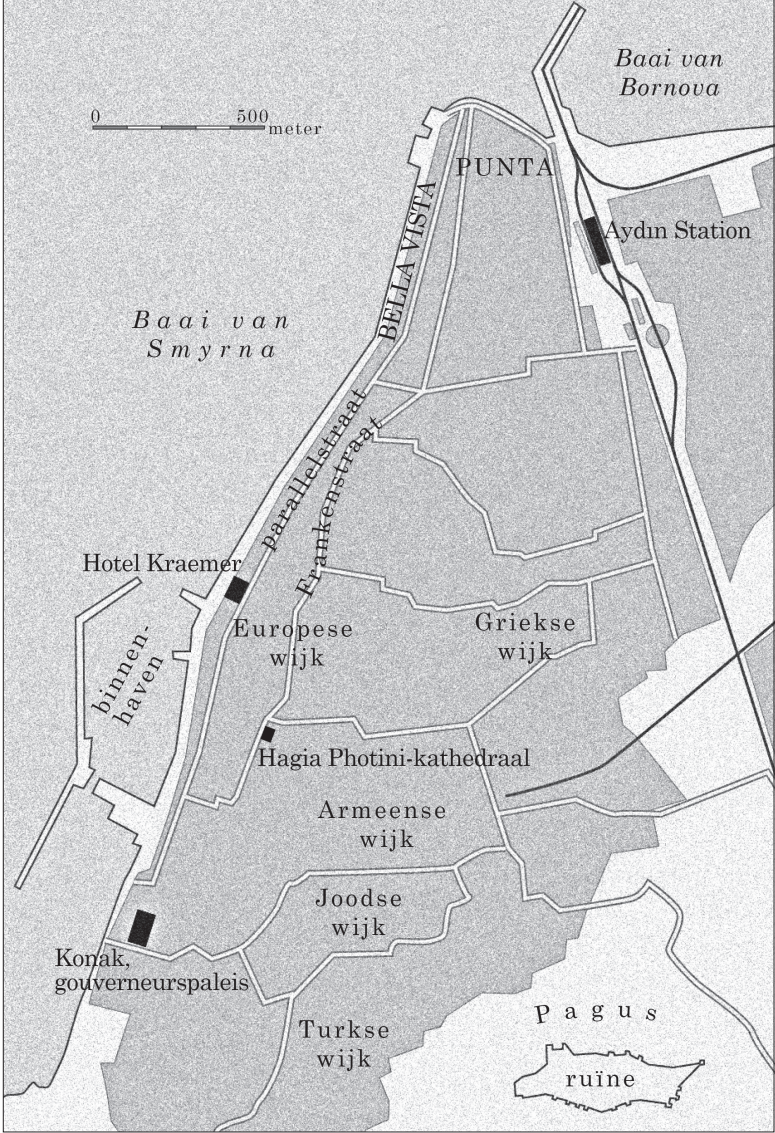 Baai van
Bornova
0 500
meter
PUNTA
BELLA VISTA
Aydın Station
Baai van
Smyrna
parallelstraat
Frankenstraat
Hotel Kraemer
binnen-
haven
Europese
wijk
Griekse
wijk
Hagia Photini-kathedraal
Armeense
wijk
Joodse
wijk
Konak,
gouverneurspaleis
Turkse
wijk
Pagus
ruïne